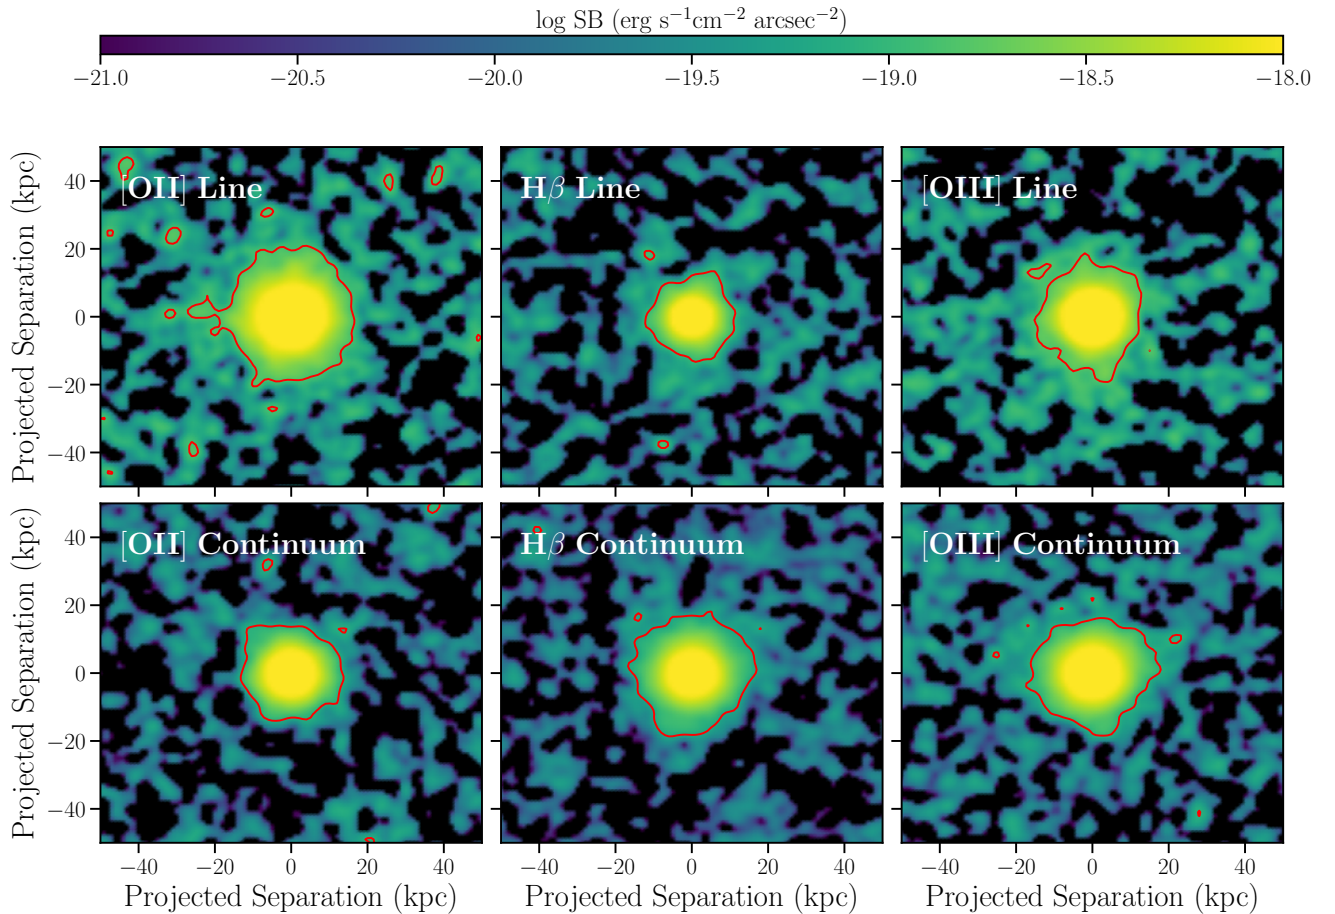 log SB (erg s⁻¹cm⁻² arcsec⁻²)
−21.0 −20.5 −20.0 −19.5 −19.0 −18.5 −18.0
[OII] Line Hβ Line [OIII] Line
Projected Separation (kpc)
40
20
0
−20
−40
[OII] Continuum Hβ Continuum [OIII] Continuum
Projected Separation (kpc)
40
20
0
−20
−40
−40 −20 0 20 40 −40 −20 0 20 40 −40 −20 0 20 40
Projected Separation (kpc) Projected Separation (kpc) Projected Separation (kpc)